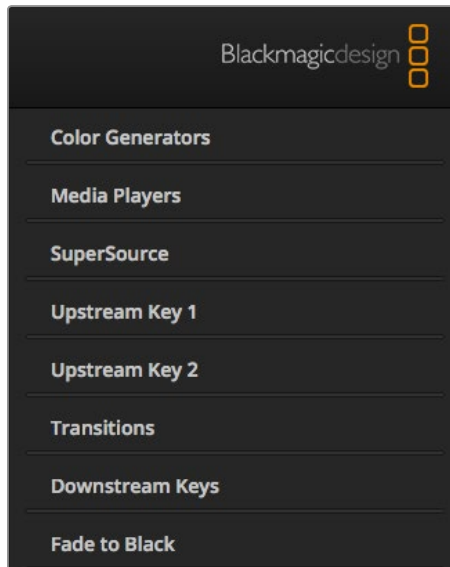 Blackmagicdesign
Color Generators
Media Players
SuperSource
Upstream Key 1
Upstream Key 2
Transitions
Downstream Keys
Fade to Black